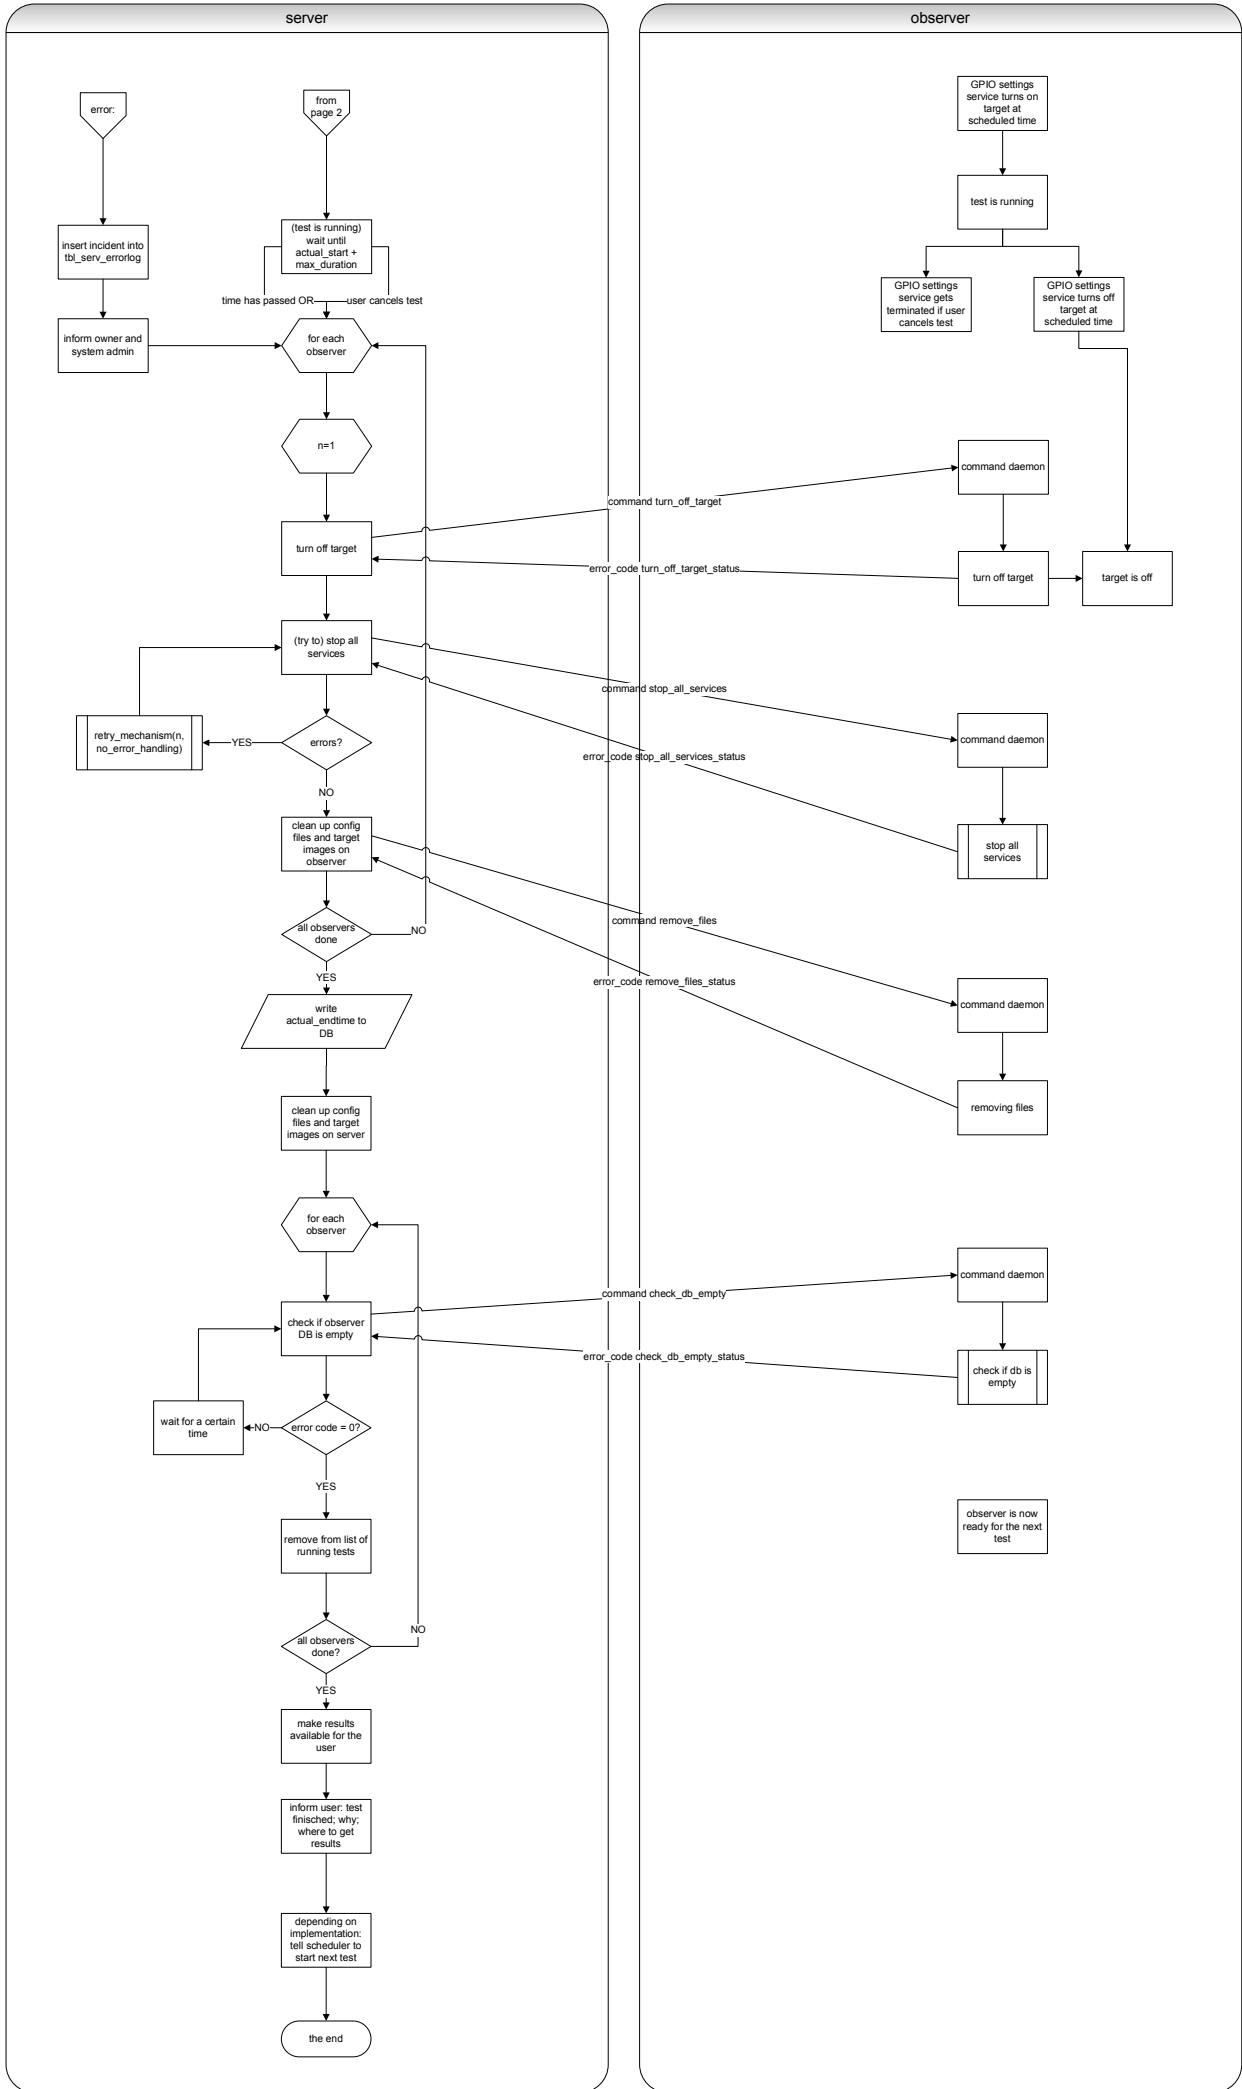 server
observer
error:
from
page 2
GPIO settings
service turns on
target at
scheduled time
test is running
insert incident into
tbl_serv_errorlog
(test is running)
wait until
actual_start +
max_duration
time has passed OR
user cancels test
GPIO settings
service gets
terminated if user
cancels test
GPIO settings
service turns off
target at
scheduled time
inform owner and
system admin
for each
observer
n=1
command daemon
command turn_off_target
turn off target
error_code turn_off_target_status
turn off target
target is off
(try to) stop all
services
command stop_all_services
retry_mechanism(n,
no_error_handling)
YES
errors?
command daemon
error_code stop_all_services_status
NO
clean up config
files and target
images on
observer
stop all
services
command remove_files
all observers
done
NO
YES
error_code remove_files_status
command daemon
write
actual_endtime to
DB
clean up config
files and target
images on server
removing files
for each
observer
command daemon
command check_db_empty
check if observer
DB is empty
error_code check_db_empty_status
check if db is
empty
wait for a certain
time
NO
error code = 0?
YES
observer is now
ready for the next
test
remove from list of
running tests
NO
all observers
done?
YES
make results
available for the
user
inform user: test
finisched; why;
where to get
results
depending on
implementation:
tell scheduler to
start next test
the end